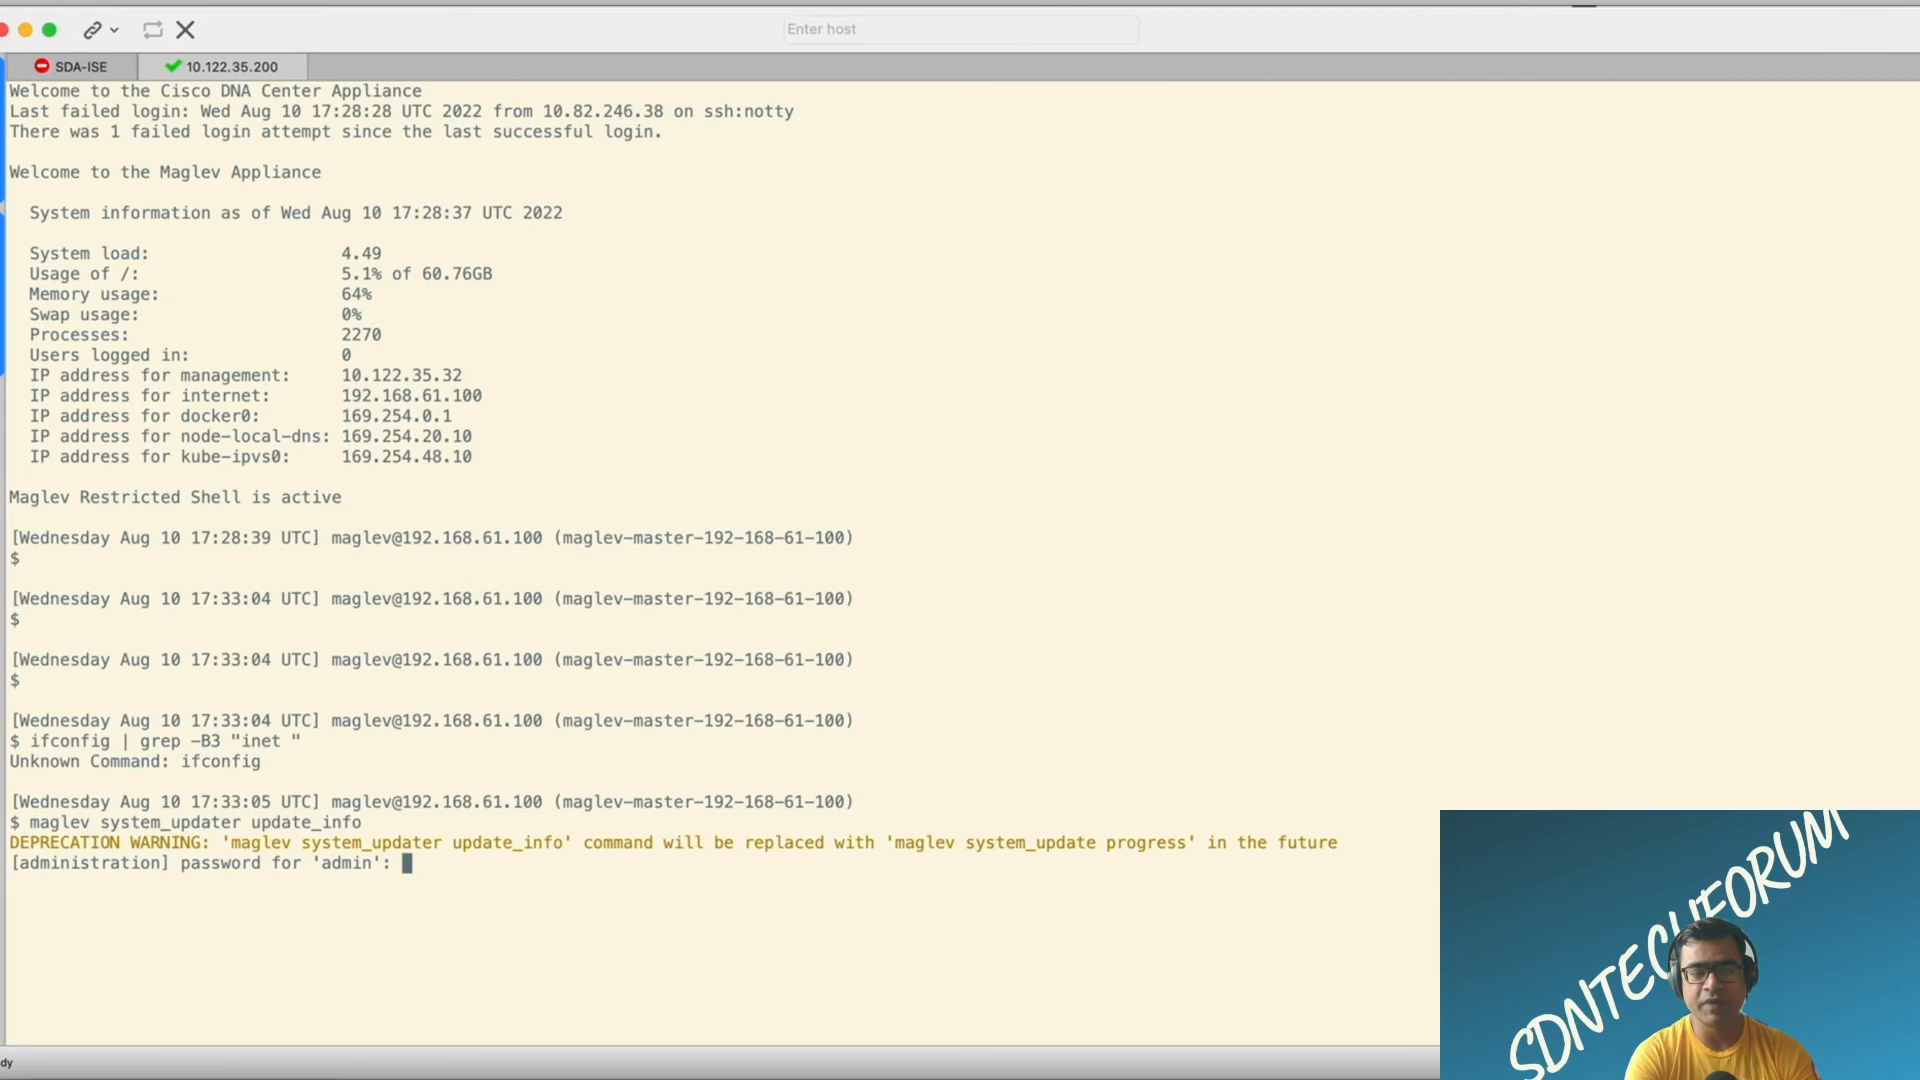 Enter host
SDA-ISE
10.122.35.200
Welcome to the Cisco DNA Center Appliance
Last failed login: Wed Aug 10 17:28:28 UTC 2022 from 10.82.246.38 on ssh:notty
There was 1 failed login attempt since the last successful login.
Welcome to the Maglev Appliance
System information as of Wed Aug 10 17:28:37 UTC 2022
System load: 4.49
Usage of /: 5.1% of 60.76GB
Memory usage: 64%
Swap usage: 0%
Processes: 2270
Users logged in: 0
IP address for management: 10.122.35.32
IP address for internet: 192.168.61.100
IP address for docker0: 169.254.0.1
IP address for node-local-dns: 169.254.20.10
IP address for kube-ipvs0: 169.254.48.10
Maglev Restricted Shell is active
[Wednesday Aug 10 17:28:39 UTC] maglev@192.168.61.100 (maglev-master-192-168-61-100)
$
[Wednesday Aug 10 17:33:04 UTC] maglev@192.168.61.100 (maglev-master-192-168-61-100)
$
[Wednesday Aug 10 17:33:04 UTC] maglev@192.168.61.100 (maglev-master-192-168-61-100)
$
[Wednesday Aug 10 17:33:04 UTC] maglev@192.168.61.100 (maglev-master-192-168-61-100)
$ ifconfig | grep -B3 "inet "
Unknown Command: ifconfig
[Wednesday Aug 10 17:33:05 UTC] maglev@192.168.61.100 (maglev-master-192-168-61-100)
$ maglev system_updater update_info
DEPRECATION WARNING: 'maglev system_updater update_info' command will be replaced with 'maglev system_update progress' in the future
[administration] password for 'admin':
SDNTECHFORUM
dy